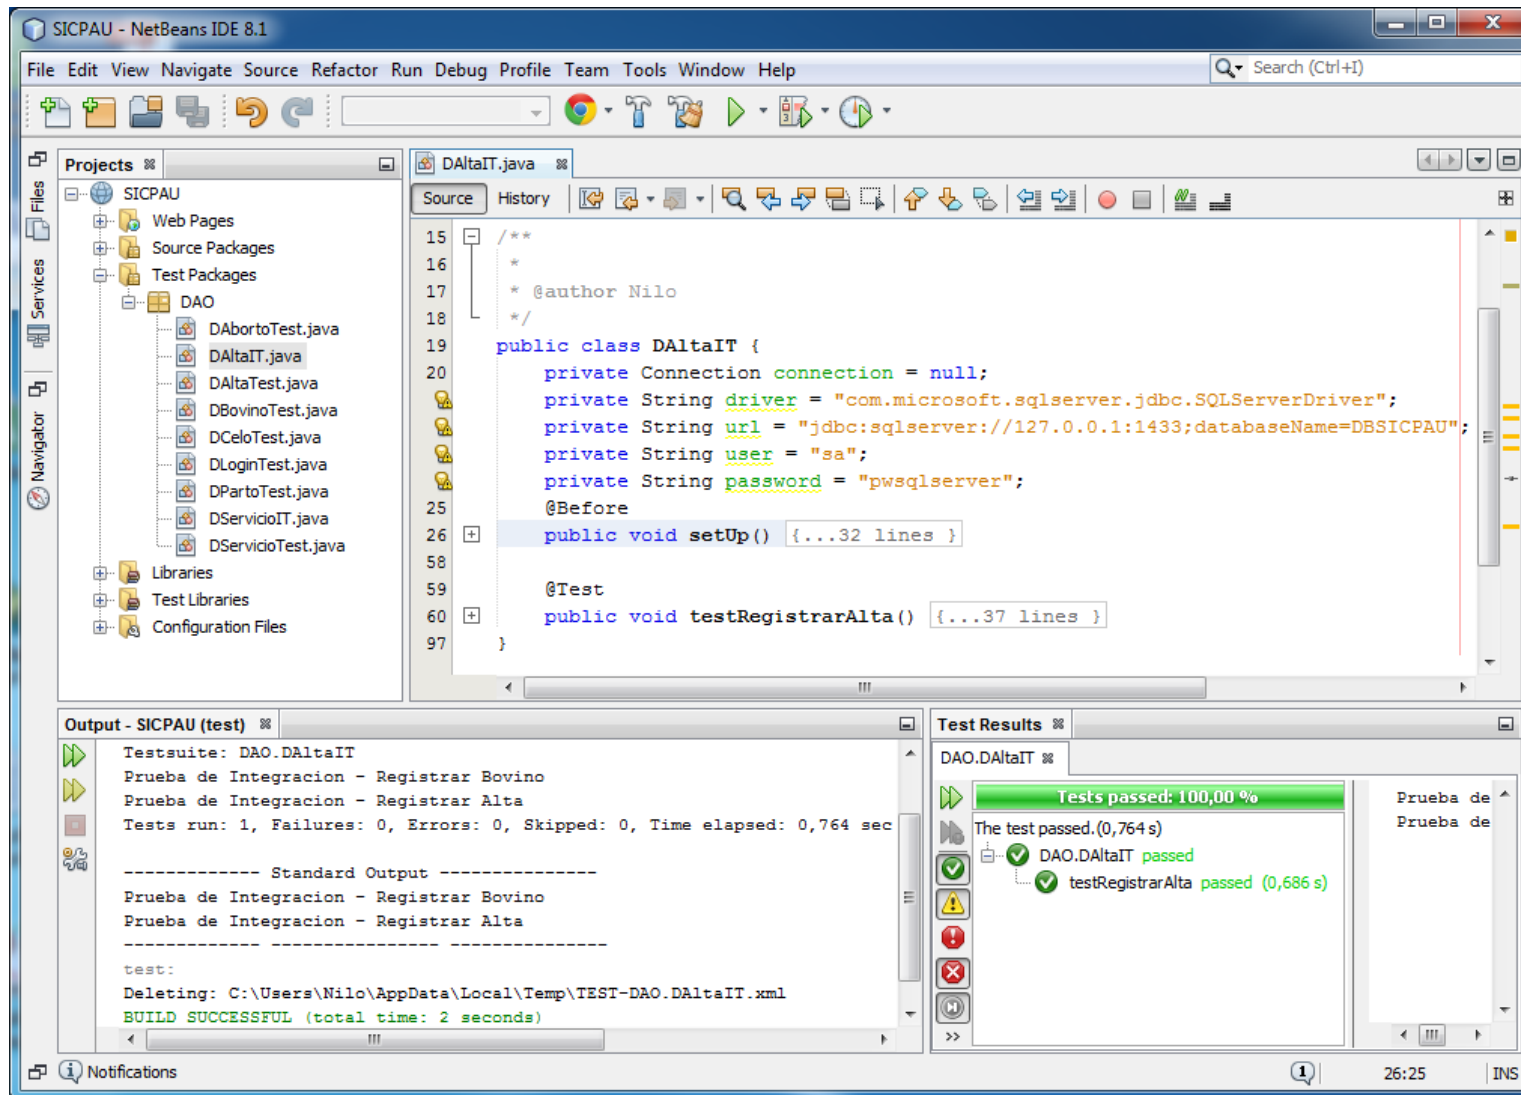 SICPAU - NetBeans IDE 8.1
File Edit View Navigate Source Refactor Run Debug Profile Team Tools Window Help
Search (Ctrl+I)
Files
Services
Navigator
Projects
SICPAU
Web Pages
Source Packages
Test Packages
DAO
DAbortoTest.java
DAltaIT.java
DAltaTest.java
DBovinoTest.java
DCeloTest.java
DLoginTest.java
DPartoTest.java
DServicioIT.java
DServicioTest.java
Libraries
Test Libraries
Configuration Files
DAltaIT.java
Source History
15 /**
16 *
17 * @author Nilo
18 */
19 public class DAltaIT {
20 private Connection connection = null;
private String driver = "com.microsoft.sqlserver.jdbc.SQLServerDriver";
private String url = "jdbc:sqlserver://127.0.0.1:1433;databaseName=DBSICPAU";
private String user = "sa";
private String password = "pwsqlserver";
25 @Before
26 public void setUp() {...32 lines }
58
59 @Test
60 public void testRegistrarAlta() {...37 lines }
97 }
Output - SICPAU (test)
Testsuite: DAO.DAltaIT
Prueba de Integracion - Registrar Bovino
Prueba de Integracion - Registrar Alta
Tests run: 1, Failures: 0, Errors: 0, Skipped: 0, Time elapsed: 0,764 sec
------------- Standard Output ---------------
Prueba de Integracion - Registrar Bovino
Prueba de Integracion - Registrar Alta
------------- ---------------- ---------------
test:
Deleting: C:\Users\Nilo\AppData\Local\Temp\TEST-DAO.DAltaIT.xml
BUILD SUCCESSFUL (total time: 2 seconds)
Test Results
DAO.DAltaIT
Tests passed: 100,00 %
The test passed.(0,764 s)
DAO.DAltaIT passed
testRegistrarAlta passed (0,686 s)
Prueba de
Prueba de
>>
Notifications
1
26:25
INS